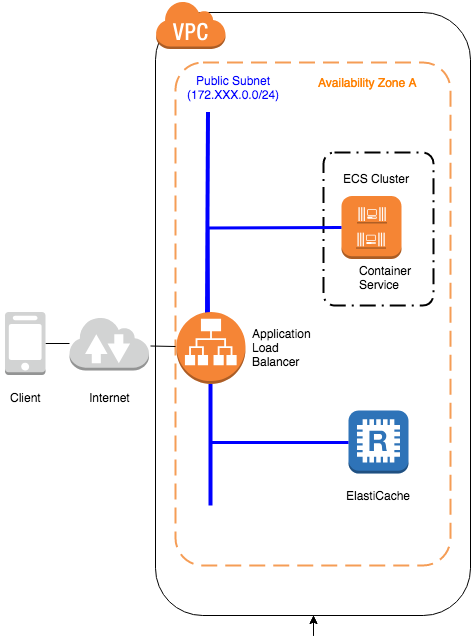 VPC
Public Subnet
(172.XXX.0.0/24)
Availability Zone A
ECS Cluster
Container
Service
Application
Load
Balancer
Client
Internet
R
ElastiCache